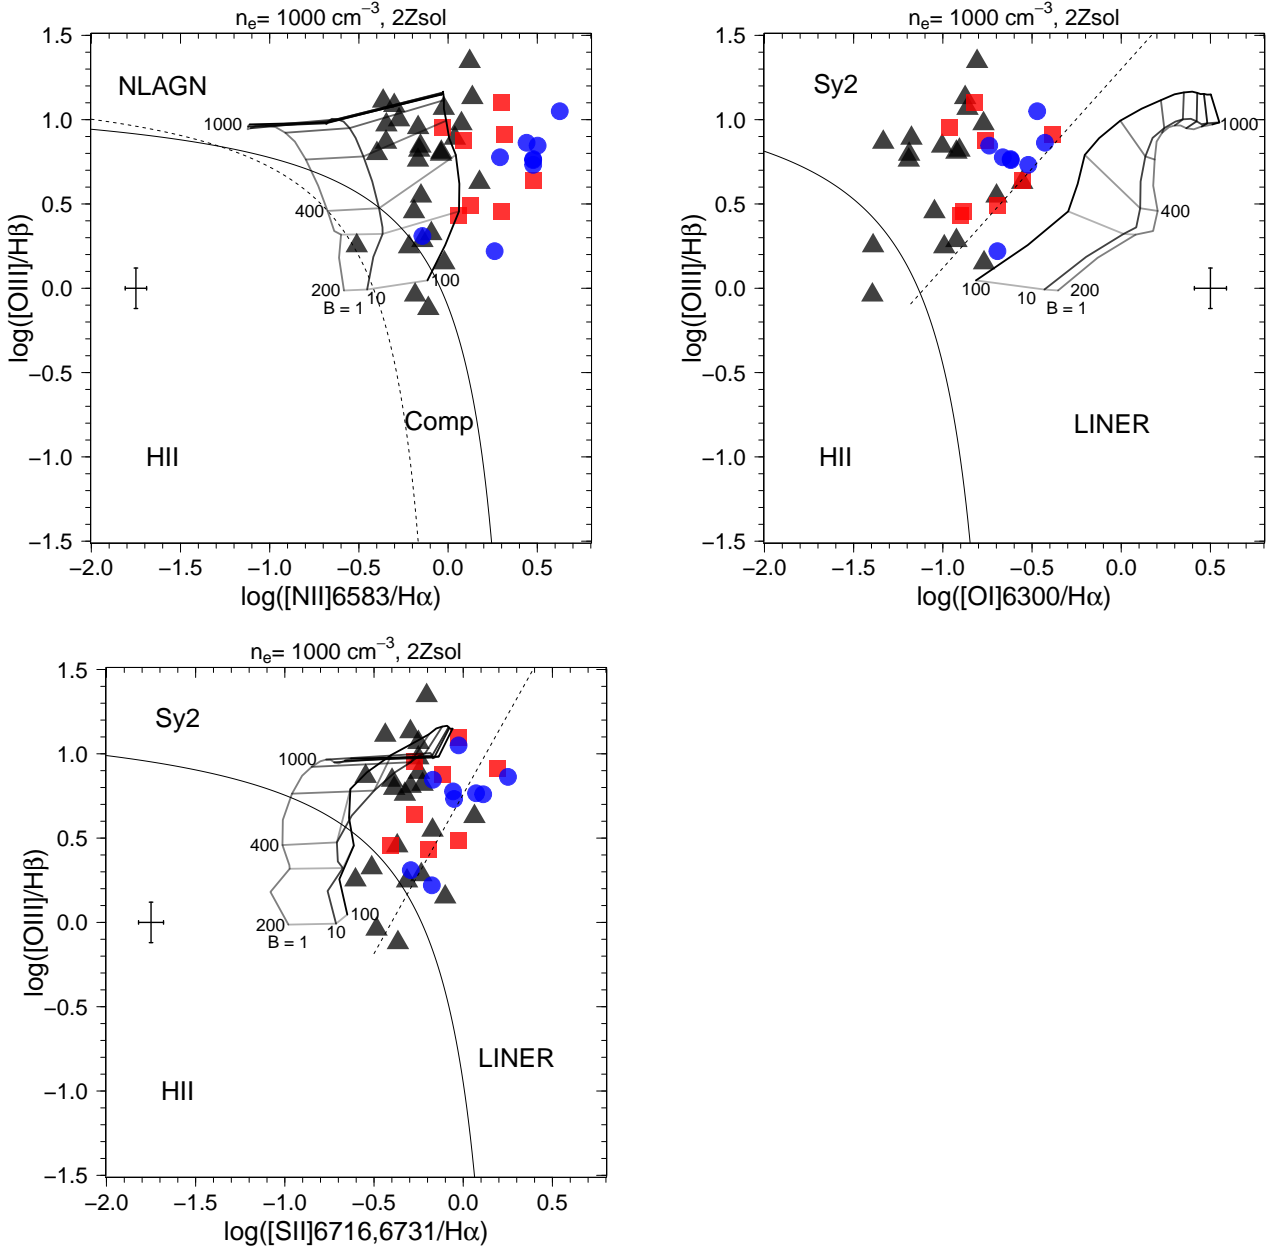 nₑ= 1000 cm⁻³, 2Zsol
1.5
1.0
0.5
0.0
−0.5
−1.0
−1.5
log([OIII]/Hβ)
NLAGN
1000
400
200
B = 1
10
100
Comp
HII
−2.0 −1.5 −1.0 −0.5 0.0 0.5
log([NII]6583/Hα)
nₑ= 1000 cm⁻³, 2Zsol
1.5
1.0
0.5
0.0
−0.5
−1.0
−1.5
log([OIII]/Hβ)
Sy2
1000
400
100
10
200
B = 1
LINER
HII
−2.0 −1.5 −1.0 −0.5 0.0 0.5
log([OI]6300/Hα)
nₑ= 1000 cm⁻³, 2Zsol
1.5
1.0
0.5
0.0
−0.5
−1.0
−1.5
log([OIII]/Hβ)
Sy2
1000
400
100
200
10
B = 1
LINER
HII
−2.0 −1.5 −1.0 −0.5 0.0 0.5
log([SII]6716,6731/Hα)